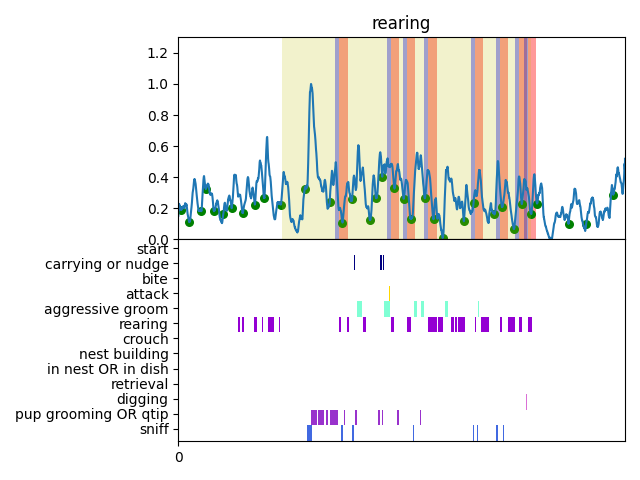 rearing
1.2
1.0
0.8
0.6
0.4
0.2
0.0
start
carrying or nudge
bite
attack
aggressive groom
rearing
crouch
nest building
in nest OR in dish
retrieval
digging
pup grooming OR qtip
sniff
0